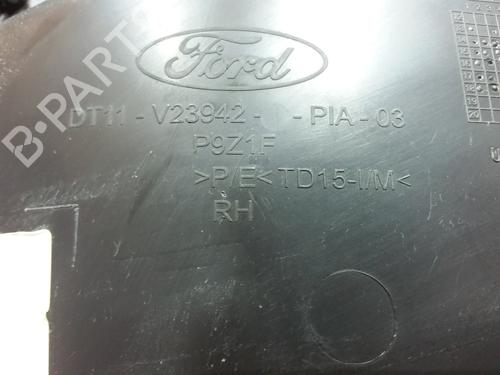 B-PARTS
Ford
DT11 - V23942 - - PIA - 03
P9Z1F
>P/E<TD15-I/M<
RH